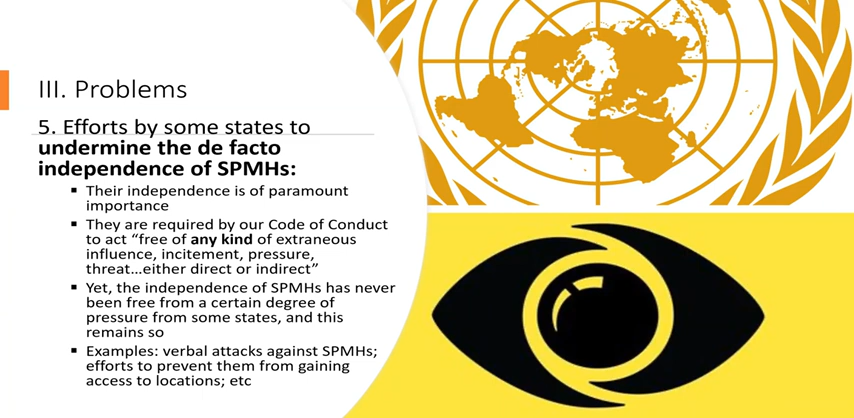 III. Problems
5. Efforts by some states to
undermine the de facto
independence of SPMHs:
▪ Their independence is of paramount
importance
▪ They are required by our Code of Conduct
to act “free of any kind of extraneous
influence, incitement, pressure,
threat…either direct or indirect”
▪ Yet, the independence of SPMHs has never
been free from a certain degree of
pressure from some states, and this
remains so
▪ Examples: verbal attacks against SPMHs;
efforts to prevent them from gaining
access to locations; etc